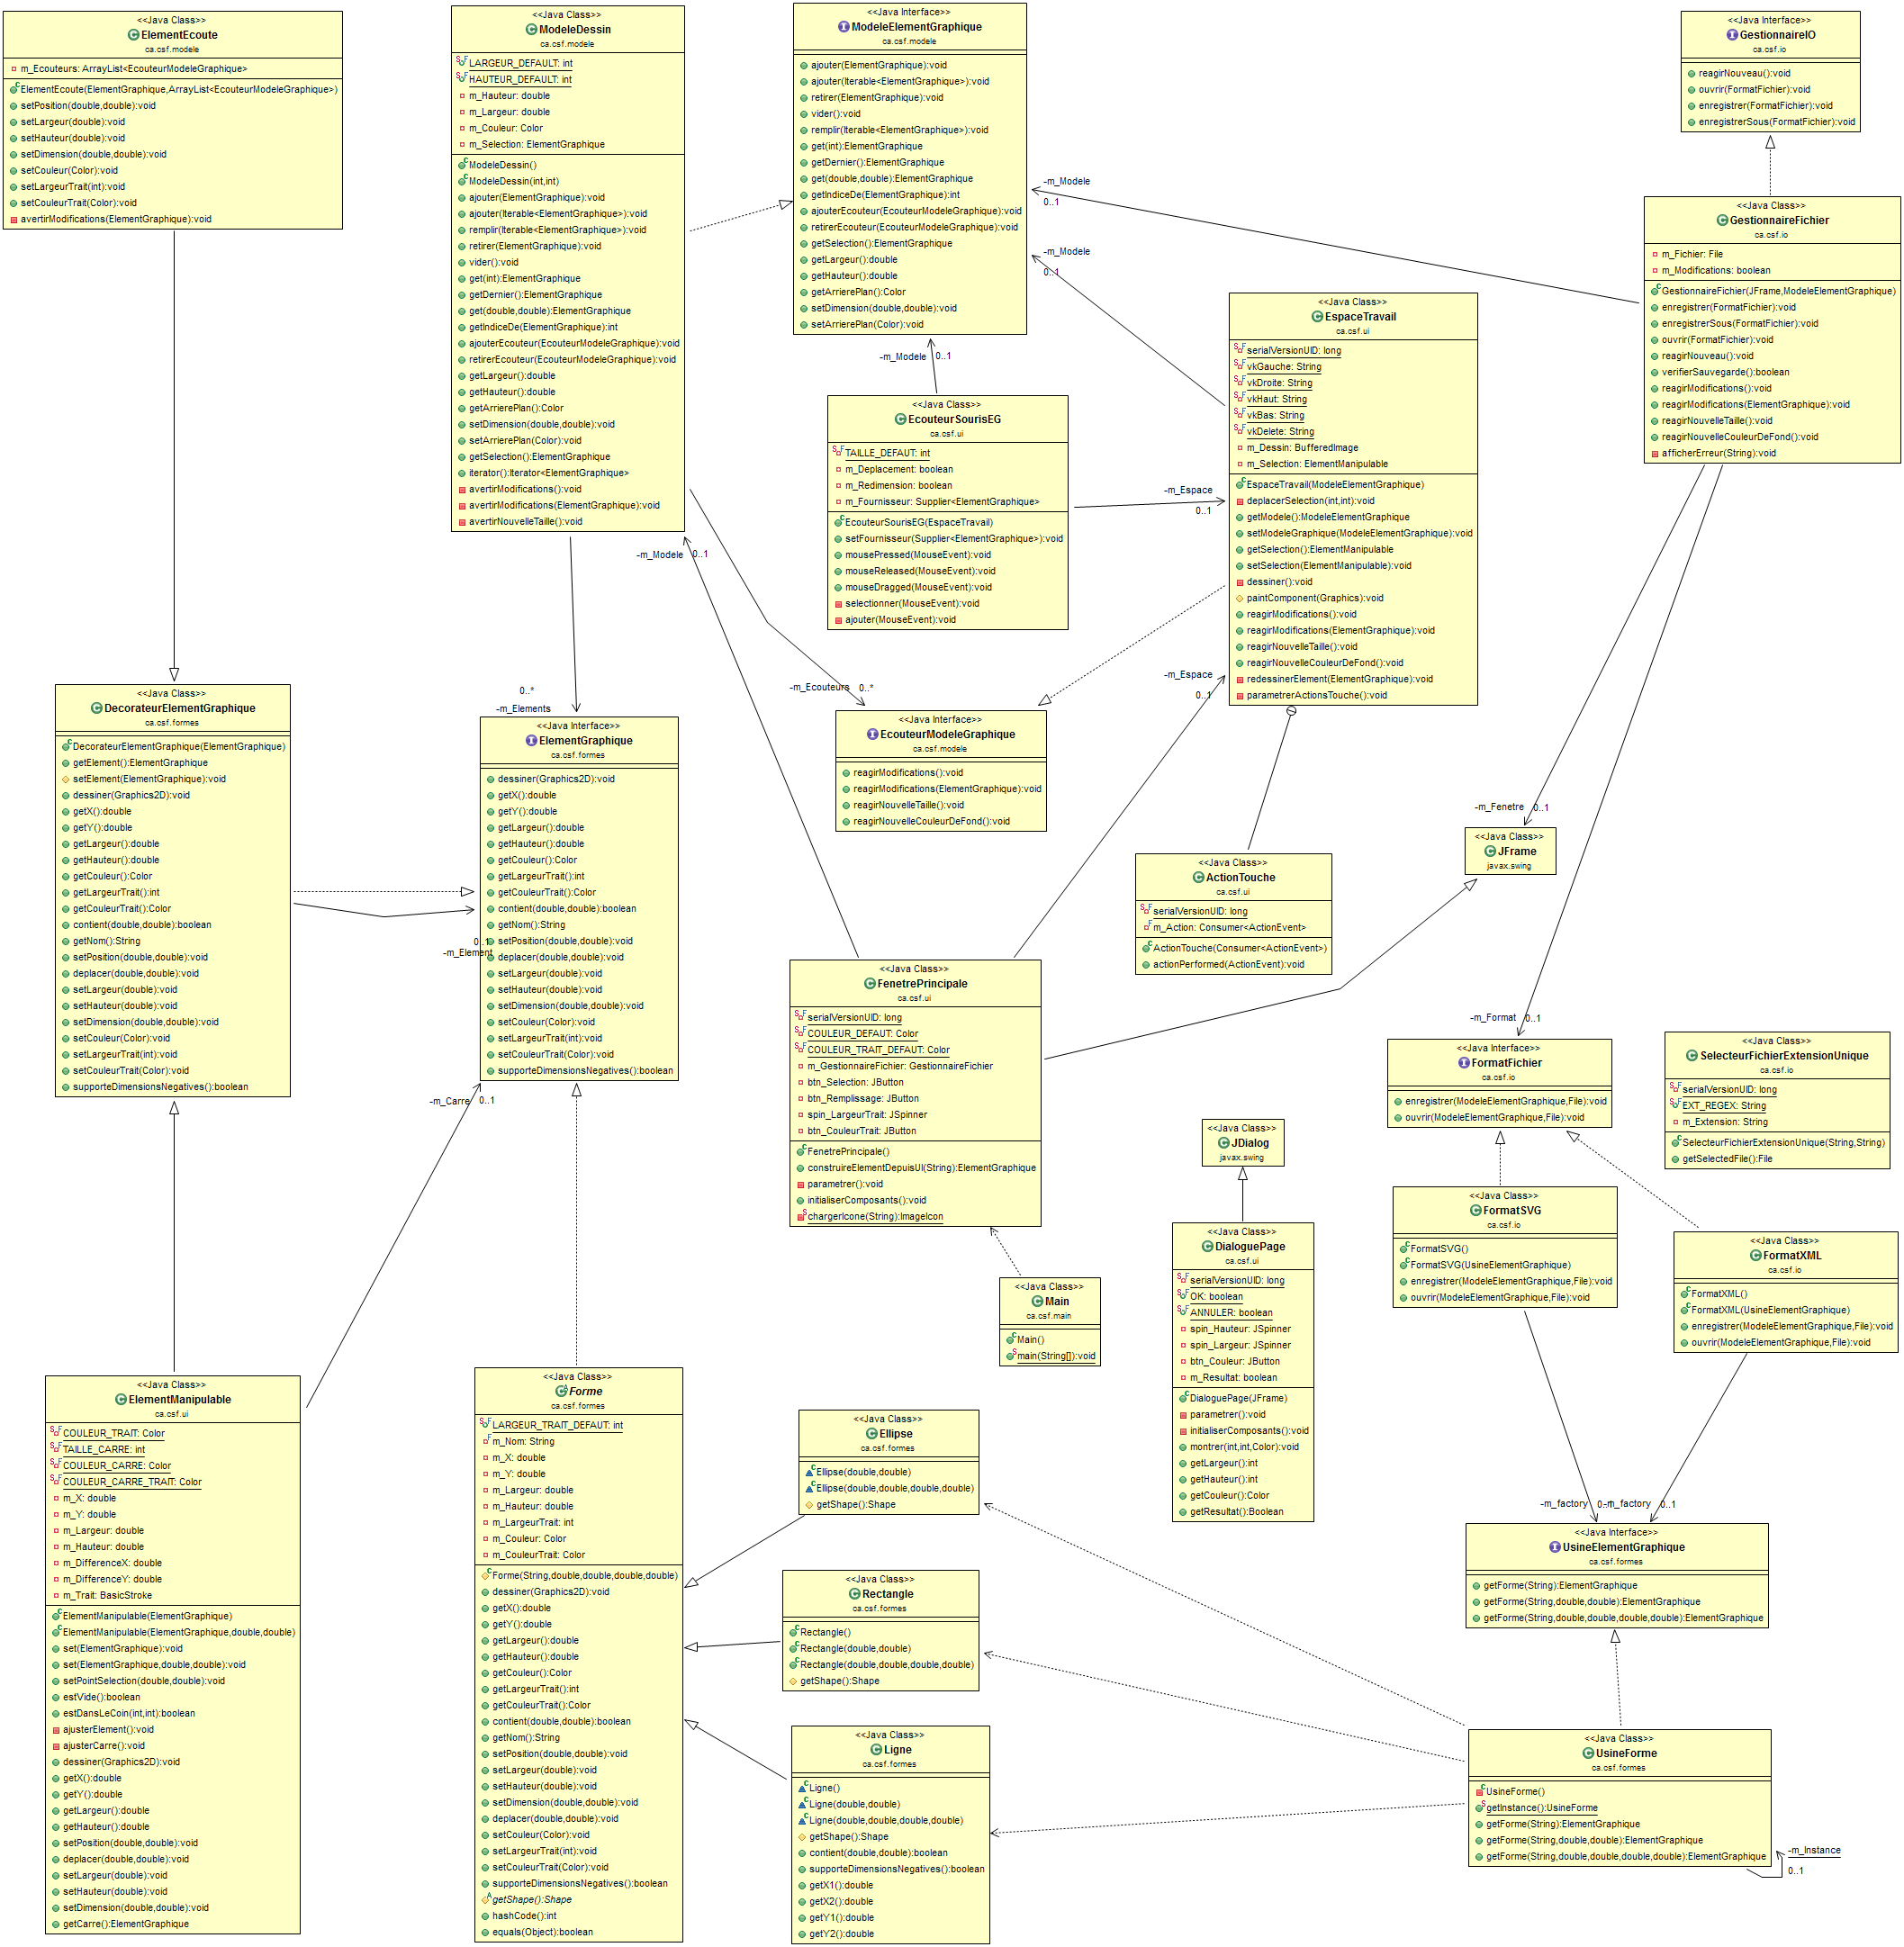 <<Java Class>>
ElementEcoute
ca.csf.modele
m_Ecouteurs: ArrayList<EcouteurModeleGraphique>
ElementEcoute(ElementGraphique,ArrayList<EcouteurModeleGraphique>)
setPosition(double,double):void
setLargeur(double):void
setHauteur(double):void
setDimension(double,double):void
setCouleur(Color):void
setLargeurTrait(int):void
setCouleurTrait(Color):void
avertirModifications(ElementGraphique):void
<<Java Class>>
ModeleDessin
ca.csf.modele
LARGEUR_DEFAULT: int
HAUTEUR_DEFAULT: int
m_Hauteur: double
m_Largeur: double
m_Couleur: Color
m_Selection: ElementGraphique
ModeleDessin()
ModeleDessin(int,int)
ajouter(ElementGraphique):void
ajouter(Iterable<ElementGraphique>):void
remplir(Iterable<ElementGraphique>):void
retirer(ElementGraphique):void
vider():void
get(int):ElementGraphique
getDernier():ElementGraphique
get(double,double):ElementGraphique
getIndiceDe(ElementGraphique):int
ajouterEcouteur(EcouteurModeleGraphique):void
retirerEcouteur(EcouteurModeleGraphique):void
getLargeur():double
getHauteur():double
getArrierePlan():Color
setDimension(double,double):void
setArrierePlan(Color):void
getSelection():ElementGraphique
iterator():Iterator<ElementGraphique>
avertirModifications():void
avertirModifications(ElementGraphique):void
avertirNouvelleTaille():void
<<Java Interface>>
ModeleElementGraphique
ca.csf.modele
ajouter(ElementGraphique):void
ajouter(Iterable<ElementGraphique>):void
retirer(ElementGraphique):void
vider():void
remplir(Iterable<ElementGraphique>):void
get(int):ElementGraphique
getDernier():ElementGraphique
get(double,double):ElementGraphique
getIndiceDe(ElementGraphique):int
ajouterEcouteur(EcouteurModeleGraphique):void
retirerEcouteur(EcouteurModeleGraphique):void
getSelection():ElementGraphique
getLargeur():double
getHauteur():double
getArrierePlan():Color
setDimension(double,double):void
setArrierePlan(Color):void
<<Java Interface>>
GestionnaireIO
ca.csf.io
reagirNouveau():void
ouvrir(FormatFichier):void
enregistrer(FormatFichier):void
enregistrerSous(FormatFichier):void
<<Java Class>>
GestionnaireFichier
ca.csf.io
m_Fichier: File
m_Modifications: boolean
GestionnaireFichier(JFrame,ModeleElementGraphique)
enregistrer(FormatFichier):void
enregistrerSous(FormatFichier):void
ouvrir(FormatFichier):void
reagirNouveau():void
verifierSauvegarde():boolean
reagirModifications():void
reagirModifications(ElementGraphique):void
reagirNouvelleTaille():void
reagirNouvelleCouleurDeFond():void
afficherErreur(String):void
-m_Modele
0..1
-m_Modele
0..1
-m_Modele
0..1
<<Java Class>>
EspaceTravail
ca.csf.ui
serialVersionUID: long
vkGauche: String
vkDroite: String
vkHaut: String
vkBas: String
vkDelete: String
m_Dessin: BufferedImage
m_Selection: ElementManipulable
EspaceTravail(ModeleElementGraphique)
deplacerSelection(int,int):void
getModele():ModeleElementGraphique
setModeleGraphique(ModeleElementGraphique):void
getSelection():ElementManipulable
setSelection(ElementManipulable):void
dessiner():void
paintComponent(Graphics):void
reagirModifications():void
reagirModifications(ElementGraphique):void
reagirNouvelleTaille():void
reagirNouvelleCouleurDeFond():void
redessinerElement(ElementGraphique):void
parametrerActionsTouche():void
<<Java Class>>
EcouteurSourisEG
ca.csf.ui
TAILLE_DEFAUT: int
m_Deplacement: boolean
m_Redimension: boolean
m_Fournisseur: Supplier<ElementGraphique>
EcouteurSourisEG(EspaceTravail)
setFournisseur(Supplier<ElementGraphique>):void
mousePressed(MouseEvent):void
mouseReleased(MouseEvent):void
mouseDragged(MouseEvent):void
selectionner(MouseEvent):void
ajouter(MouseEvent):void
-m_Espace
0..1
-m_Modele
0..1
-m_Espace
0..1
-m_Ecouteurs
0..*
0..*
-m_Elements
<<Java Class>>
DecorateurElementGraphique
ca.csf.formes
DecorateurElementGraphique(ElementGraphique)
getElement():ElementGraphique
setElement(ElementGraphique):void
dessiner(Graphics2D):void
getX():double
getY():double
getLargeur():double
getHauteur():double
getCouleur():Color
getLargeurTrait():int
getCouleurTrait():Color
contient(double,double):boolean
getNom():String
setPosition(double,double):void
deplacer(double,double):void
setLargeur(double):void
setHauteur(double):void
setDimension(double,double):void
setCouleur(Color):void
setLargeurTrait(int):void
setCouleurTrait(Color):void
supporteDimensionsNegatives():boolean
<<Java Interface>>
ElementGraphique
ca.csf.formes
dessiner(Graphics2D):void
getX():double
getY():double
getLargeur():double
getHauteur():double
getCouleur():Color
getLargeurTrait():int
getCouleurTrait():Color
contient(double,double):boolean
getNom():String
setPosition(double,double):void
deplacer(double,double):void
setLargeur(double):void
setHauteur(double):void
setDimension(double,double):void
setCouleur(Color):void
setLargeurTrait(int):void
setCouleurTrait(Color):void
supporteDimensionsNegatives():boolean
0..1
-m_Element
-m_Carre
0..1
<<Java Interface>>
EcouteurModeleGraphique
ca.csf.modele
reagirModifications():void
reagirModifications(ElementGraphique):void
reagirNouvelleTaille():void
reagirNouvelleCouleurDeFond():void
<<Java Class>>
ActionTouche
ca.csf.ui
serialVersionUID: long
m_Action: Consumer<ActionEvent>
ActionTouche(Consumer<ActionEvent>)
actionPerformed(ActionEvent):void
-m_Fenetre
0..1
<<Java Class>>
JFrame
javax.swing
<<Java Class>>
FenetrePrincipale
ca.csf.ui
serialVersionUID: long
COULEUR_DEFAUT: Color
COULEUR_TRAIT_DEFAUT: Color
m_GestionnaireFichier: GestionnaireFichier
btn_Selection: JButton
btn_Remplissage: JButton
spin_LargeurTrait: JSpinner
btn_CouleurTrait: JButton
FenetrePrincipale()
construireElementDepuisUI(String):ElementGraphique
parametrer():void
initialiserComposants():void
chargerIcone(String):ImageIcon
-m_Format
0..1
<<Java Interface>>
FormatFichier
ca.csf.io
enregistrer(ModeleElementGraphique,File):void
ouvrir(ModeleElementGraphique,File):void
<<Java Class>>
SelecteurFichierExtensionUnique
ca.csf.io
serialVersionUID: long
EXT_REGEX: String
m_Extension: String
SelecteurFichierExtensionUnique(String,String)
getSelectedFile():File
<<Java Class>>
JDialog
javax.swing
<<Java Class>>
FormatSVG
ca.csf.io
FormatSVG()
FormatSVG(UsineElementGraphique)
enregistrer(ModeleElementGraphique,File):void
ouvrir(ModeleElementGraphique,File):void
<<Java Class>>
FormatXML
ca.csf.io
FormatXML()
FormatXML(UsineElementGraphique)
enregistrer(ModeleElementGraphique,File):void
ouvrir(ModeleElementGraphique,File):void
<<Java Class>>
DialoguePage
ca.csf.ui
serialVersionUID: long
OK: boolean
ANNULER: boolean
spin_Hauteur: JSpinner
spin_Largeur: JSpinner
btn_Couleur: JButton
m_Resultat: boolean
DialoguePage(JFrame)
parametrer():void
initialiserComposants():void
montrer(int,int,Color):void
getLargeur():int
getHauteur():int
getCouleur():Color
getResultat():Boolean
<<Java Class>>
Main
ca.csf.main
Main()
main(String[]):void
<<Java Class>>
ElementManipulable
ca.csf.ui
COULEUR_TRAIT: Color
TAILLE_CARRE: int
COULEUR_CARRE: Color
COULEUR_CARRE_TRAIT: Color
m_X: double
m_Y: double
m_Largeur: double
m_Hauteur: double
m_DifferenceX: double
m_DifferenceY: double
m_Trait: BasicStroke
ElementManipulable(ElementGraphique)
ElementManipulable(ElementGraphique,double,double)
set(ElementGraphique):void
set(ElementGraphique,double,double):void
setPointSelection(double,double):void
estVide():boolean
estDansLeCoin(int,int):boolean
ajusterElement():void
ajusterCarre():void
dessiner(Graphics2D):void
getX():double
getY():double
getLargeur():double
getHauteur():double
setPosition(double,double):void
deplacer(double,double):void
setLargeur(double):void
setHauteur(double):void
setDimension(double,double):void
getCarre():ElementGraphique
<<Java Class>>
Forme
ca.csf.formes
LARGEUR_TRAIT_DEFAUT: int
m_Nom: String
m_X: double
m_Y: double
m_Largeur: double
m_Hauteur: double
m_LargeurTrait: int
m_Couleur: Color
m_CouleurTrait: Color
Forme(String,double,double,double,double)
dessiner(Graphics2D):void
getX():double
getY():double
getLargeur():double
getHauteur():double
getCouleur():Color
getLargeurTrait():int
getCouleurTrait():Color
contient(double,double):boolean
getNom():String
setPosition(double,double):void
setLargeur(double):void
setHauteur(double):void
setDimension(double,double):void
deplacer(double,double):void
setCouleur(Color):void
setLargeurTrait(int):void
setCouleurTrait(Color):void
supporteDimensionsNegatives():boolean
getShape():Shape
hashCode():int
equals(Object):boolean
<<Java Class>>
Ellipse
ca.csf.formes
Ellipse(double,double)
Ellipse(double,double,double,double)
getShape():Shape
<<Java Class>>
Rectangle
ca.csf.formes
Rectangle()
Rectangle(double,double)
Rectangle(double,double,double,double)
getShape():Shape
<<Java Class>>
Ligne
ca.csf.formes
Ligne()
Ligne(double,double)
Ligne(double,double,double,double)
getShape():Shape
contient(double,double):boolean
supporteDimensionsNegatives():boolean
getX1():double
getX2():double
getY1():double
getY2():double
-m_factory
0..1
-m_factory
0..1
<<Java Interface>>
UsineElementGraphique
ca.csf.formes
getForme(String):ElementGraphique
getForme(String,double,double):ElementGraphique
getForme(String,double,double,double,double):ElementGraphique
<<Java Class>>
UsineForme
ca.csf.formes
UsineForme()
getInstance():UsineForme
getForme(String):ElementGraphique
getForme(String,double,double):ElementGraphique
getForme(String,double,double,double,double):ElementGraphique
-m_Instance
0..1